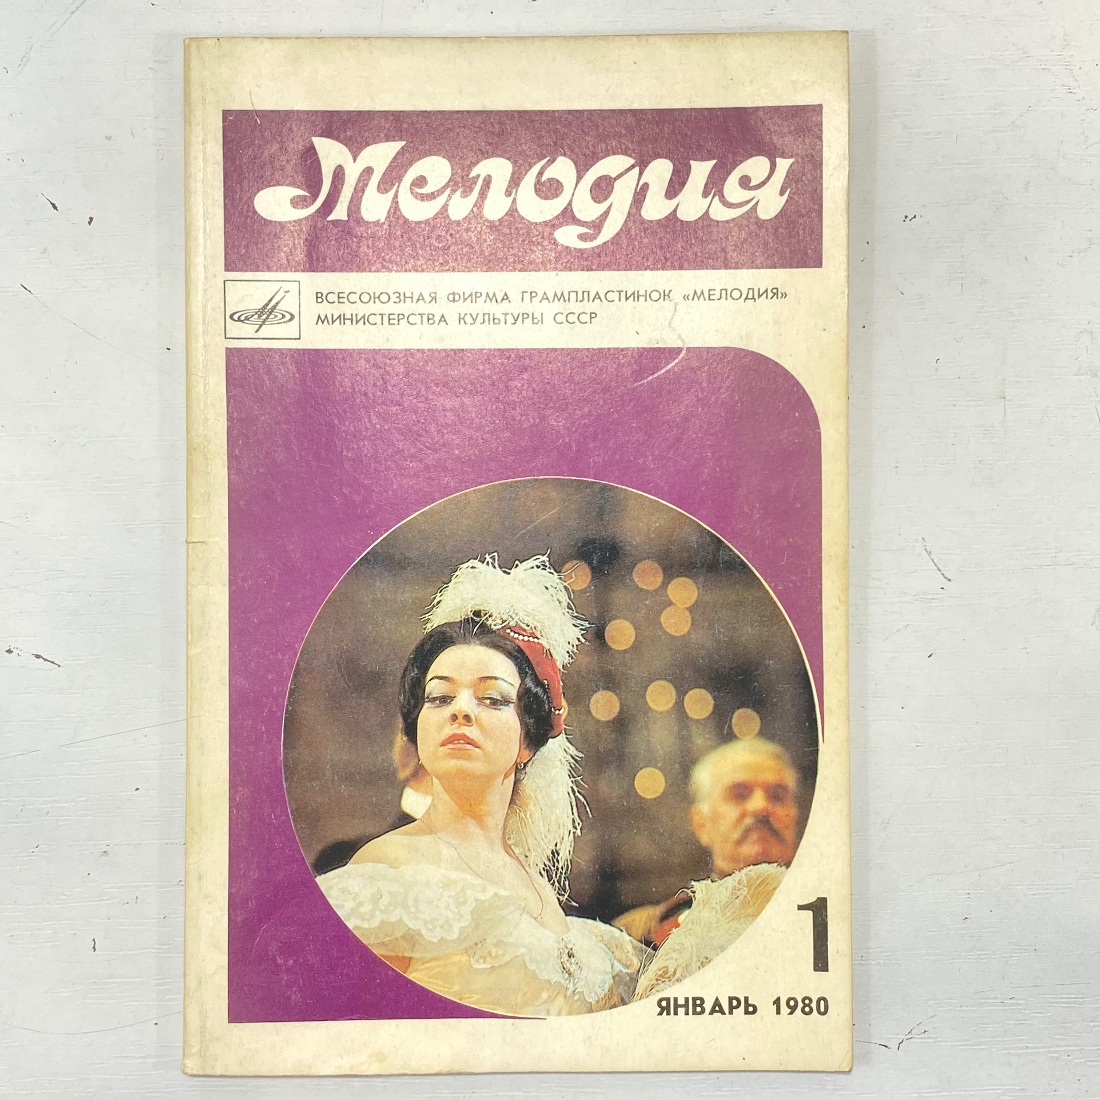 Мелодия
ВСЕСОЮЗНАЯ ФИРМА ГРАМПЛАСТИНОК «МЕЛОДИЯ»
МИНИСТЕРСТВА КУЛЬТУРЫ СССР
1
ЯНВАРЬ 1980